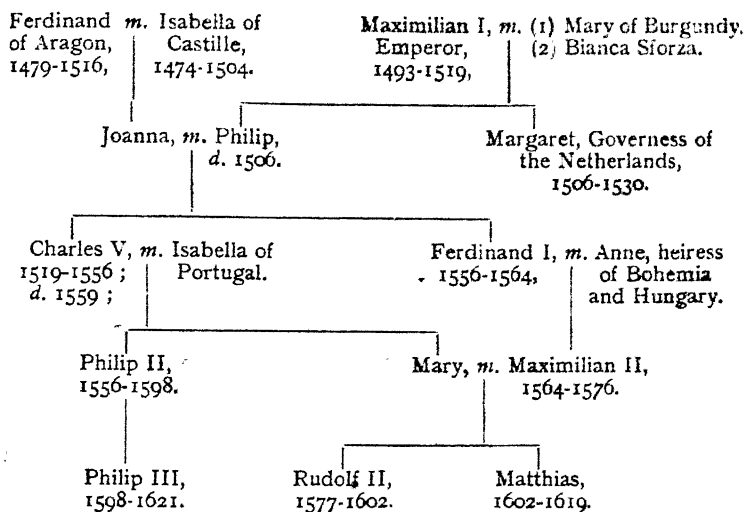 Ferdinand m. Isabella of
of Aragon, Castille,
1479-1516, 1474-1504.
Maximilian I, m. (1) Mary of Burgundy.
Emperor, (2) Bianca Sforza.
1493-1519,
Joanna, m. Philip,
d. 1506.
Margaret, Governess of
the Netherlands,
1506-1530.
Charles V, m. Isabella of
1519-1556; Portugal.
d. 1559;
Ferdinand I, m. Anne, heiress
1556-1564, of Bohemia
and Hungary.
Philip II,
1556-1598.
Mary, m. Maximilian II,
1564-1576.
Philip III,
1598-1621.
Rudolf II,
1577-1602.
Matthias,
1602-1619.